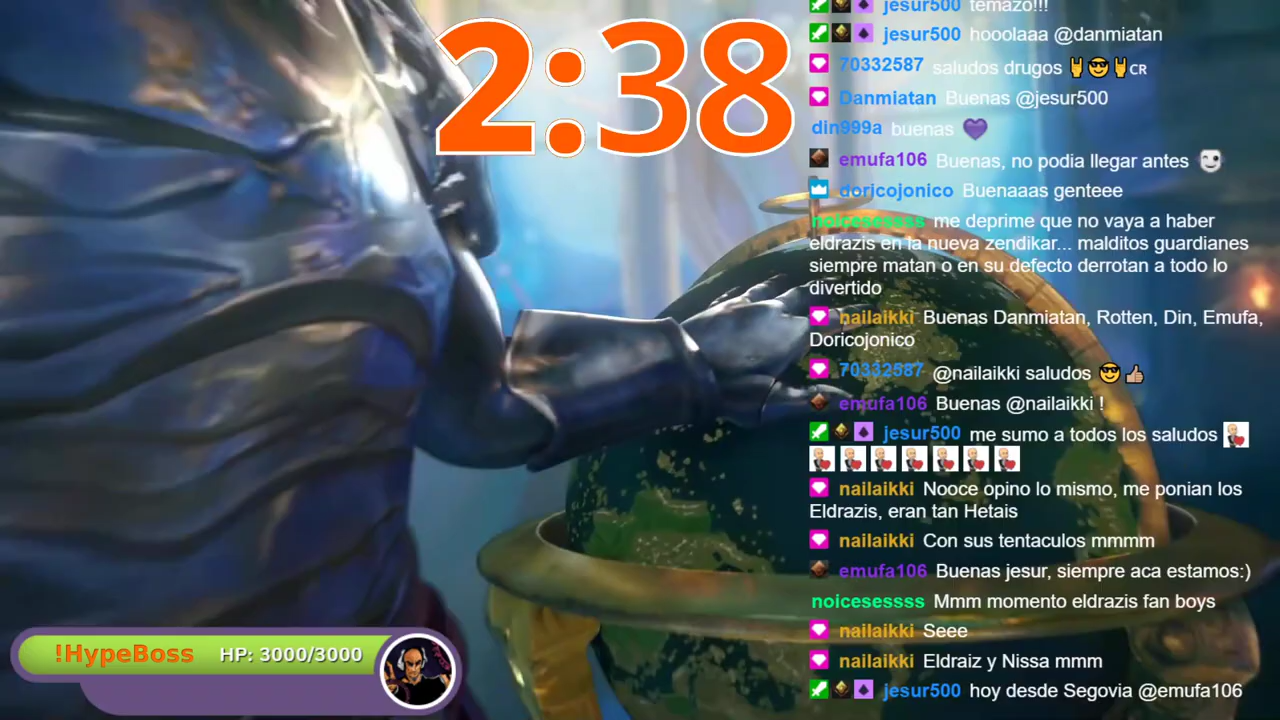 2:38
jesur500 temazo!!!
jesur500 hooolaaa @danmiatan
70332587 saludos drugos 🤘😎🤘CR
Danmiatan Buenas @jesur500
din999a buenas 💜
emufa106 Buenas, no podia llegar antes
doricojonico Buenaaas genteee
noicesessss me deprime que no vaya a haber
eldrazis en la nueva zendikar... malditos guardianes
siempre matan o en su defecto derrotan a todo lo
divertido
nailaikki Buenas Danmiatan, Rotten, Din, Emufa,
Doricojonico
70332587 @nailaikki saludos 😎👍🏽
emufa106 Buenas @nailaikki !
jesur500 me sumo a todos los saludos
nailaikki Nooce opino lo mismo, me ponian los
Eldrazis, eran tan Hetais
nailaikki Con sus tentaculos mmmm
emufa106 Buenas jesur, siempre aca estamos:)
noicesessss Mmm momento eldrazis fan boys
nailaikki Seee
nailaikki Eldraiz y Nissa mmm
jesur500 hoy desde Segovia @emufa106
!HypeBoss HP: 3000/3000